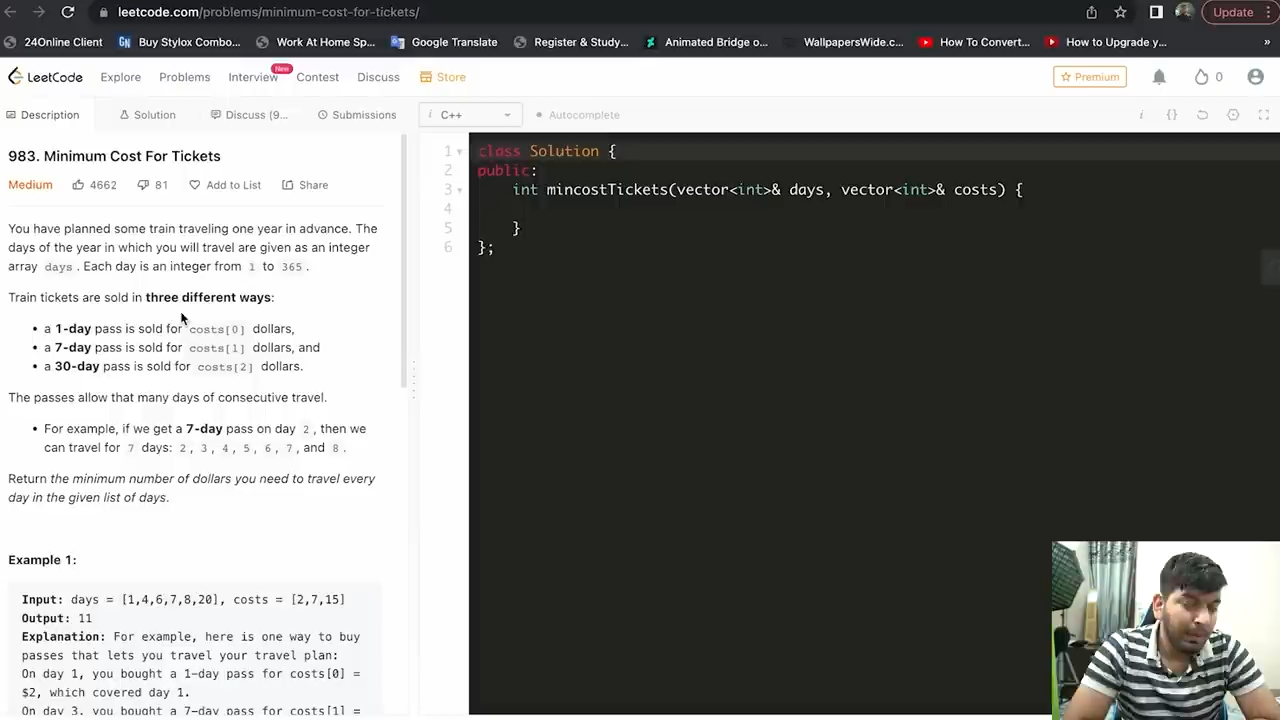 leetcode.com/problems/minimum-cost-for-tickets/
Update
24Online Client
Buy Stylox Combo...
Work At Home Sp...
Google Translate
Register & Study...
Animated Bridge o...
WallpapersWide.c...
How To Convert...
How to Upgrade y...
»
LeetCode
Explore
Problems
Interview
New
Contest
Discuss
Store
Premium
0
Description
Solution
Discuss (9...
Submissions
i C++
Autocomplete
i {}
983. Minimum Cost For Tickets
Medium 4662 81 Add to List Share
You have planned some train traveling one year in advance. The
days of the year in which you will travel are given as an integer
array days. Each day is an integer from 1 to 365.
Train tickets are sold in three different ways:
• a 1-day pass is sold for costs[0] dollars,
• a 7-day pass is sold for costs[1] dollars, and
• a 30-day pass is sold for costs[2] dollars.
The passes allow that many days of consecutive travel.
• For example, if we get a 7-day pass on day 2, then we
can travel for 7 days: 2, 3, 4, 5, 6, 7, and 8.
Return the minimum number of dollars you need to travel every
day in the given list of days.
Example 1:
Input: days = [1,4,6,7,8,20], costs = [2,7,15]
Output: 11
Explanation: For example, here is one way to buy
passes that lets you travel your travel plan:
On day 1, you bought a 1-day pass for costs[0] =
$2, which covered day 1.
On day 3, you bought a 7-day pass for costs[1] =
1 class Solution {
2 public:
3 int mincostTickets(vector<int>& days, vector<int>& costs) {
4
5 }
6 };